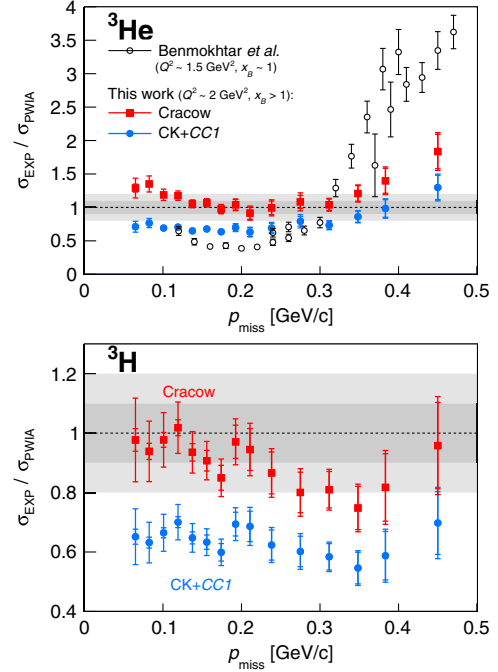 ³He
Benmokhtar et al.
(Q² ~ 1.5 GeV², x_B ~ 1)
This work (Q² ~ 2 GeV², x_B > 1):
Cracow
CK+CC1
4
3.5
3
2.5
2
1.5
1
0.5
0
σ_EXP / σ_PWIA
0 0.1 0.2 0.3 0.4 0.5
p_miss [GeV/c]
³H
Cracow
CK+CC1
1.2
1
0.8
0.6
0.4
σ_EXP / σ_PWIA
0 0.1 0.2 0.3 0.4 0.5
p_miss [GeV/c]